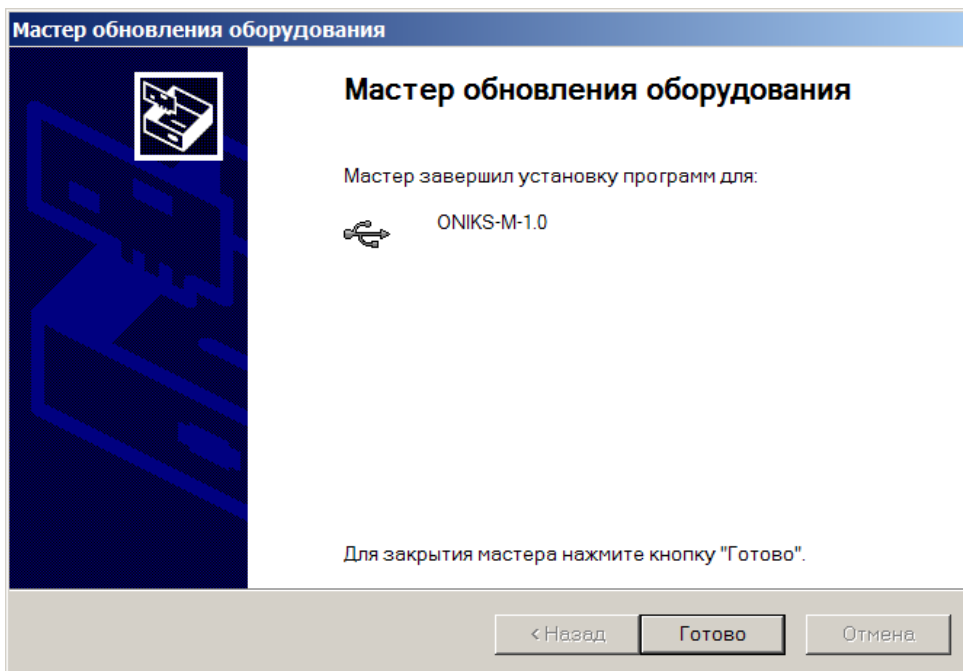 Мастер обновления оборудования
Мастер обновления оборудования
Мастер завершил установку программ для:
ONIKS-M-1.0
Для закрытия мастера нажмите кнопку "Готово".
< Назад
Готово
Отмена